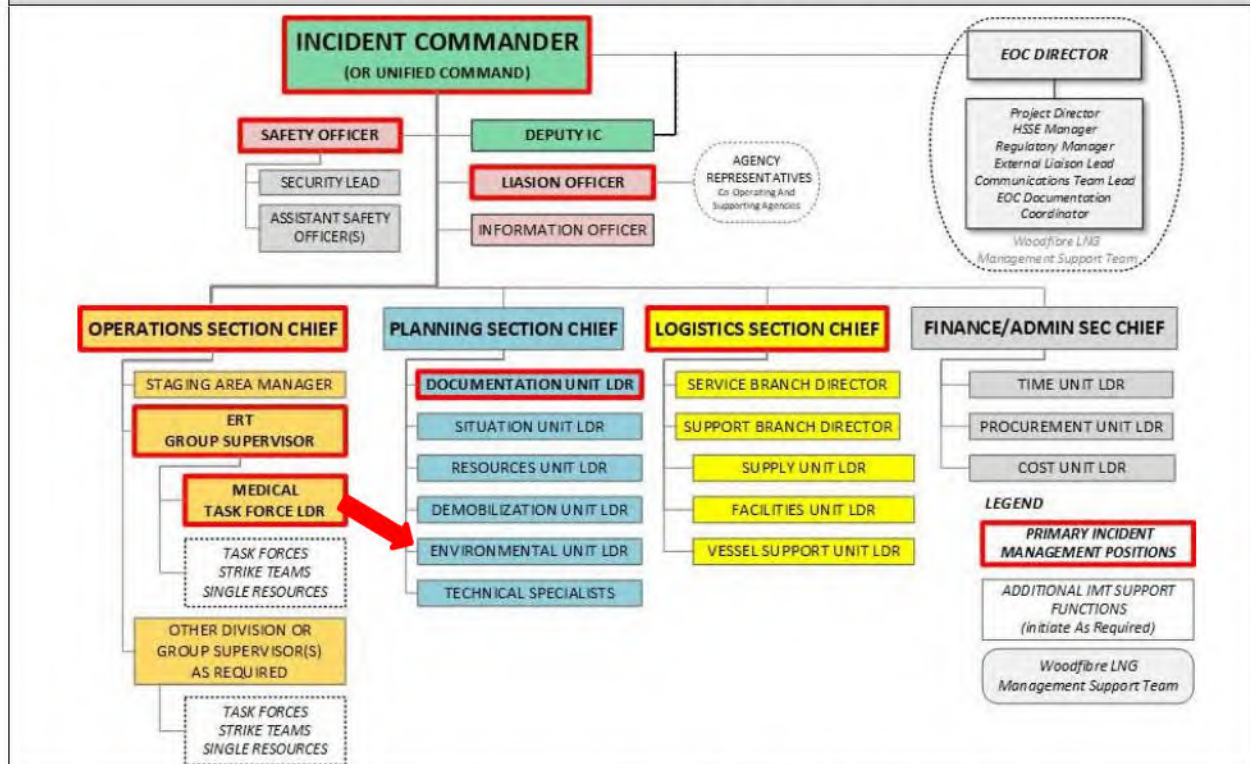 INCIDENT COMMANDER
(OR UNIFIED COMMAND)
EOC DIRECTOR
Project Director
HSSE Manager
Regulatory Manager
External Liaison Lead
Communications Team Lead
EOC Documentation
Coordinator
Woodfibre LNG
Management Support Team
SAFETY OFFICER
DEPUTY IC
SECURITY LEAD
LIASION OFFICER
AGENCY
REPRESENTATIVES
Co Operating And
Supporting Agencies
ASSISTANT SAFETY
OFFICER(S)
INFORMATION OFFICER
OPERATIONS SECTION CHIEF
STAGING AREA MANAGER
ERT
GROUP SUPERVISOR
MEDICAL
TASK FORCE LDR
TASK FORCES
STRIKE TEAMS
SINGLE RESOURCES
OTHER DIVISION OR
GROUP SUPERVISOR(S)
AS REQUIRED
TASK FORCES
STRIKE TEAMS
SINGLE RESOURCES
PLANNING SECTION CHIEF
DOCUMENTATION UNIT LDR
SITUATION UNIT LDR
RESOURCES UNIT LDR
DEMOBILIZATION UNIT LDR
ENVIRONMENTAL UNIT LDR
TECHNICAL SPECIALISTS
LOGISTICS SECTION CHIEF
SERVICE BRANCH DIRECTOR
SUPPORT BRANCH DIRECTOR
SUPPLY UNIT LDR
FACILITIES UNIT LDR
VESSEL SUPPORT UNIT LDR
FINANCE/ADMIN SEC CHIEF
TIME UNIT LDR
PROCUREMENT UNIT LDR
COST UNIT LDR
LEGEND
PRIMARY INCIDENT
MANAGEMENT POSITIONS
ADDITIONAL IMT SUPPORT
FUNCTIONS
(initiate As Required)
Woodfibre LNG
Management Support Team